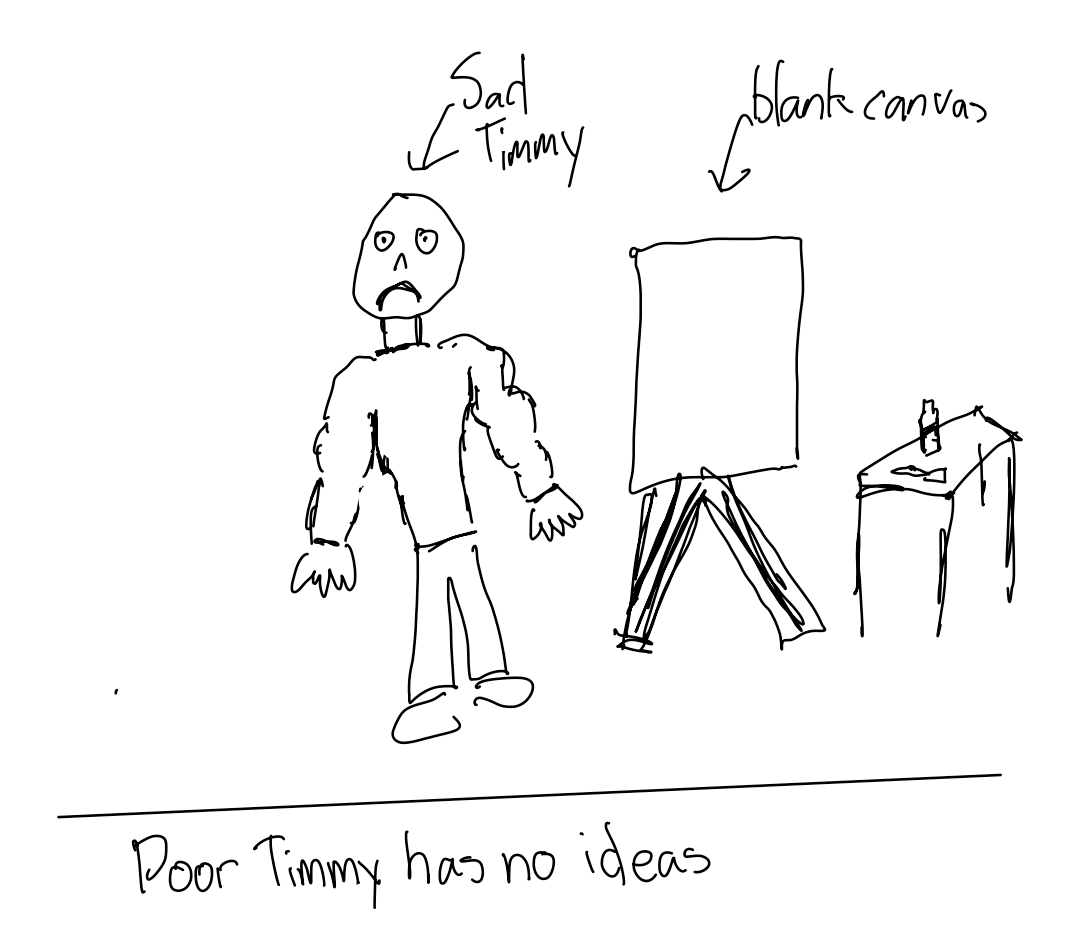 Sad
Timmy
blank canvas
Poor Timmy has no ideas